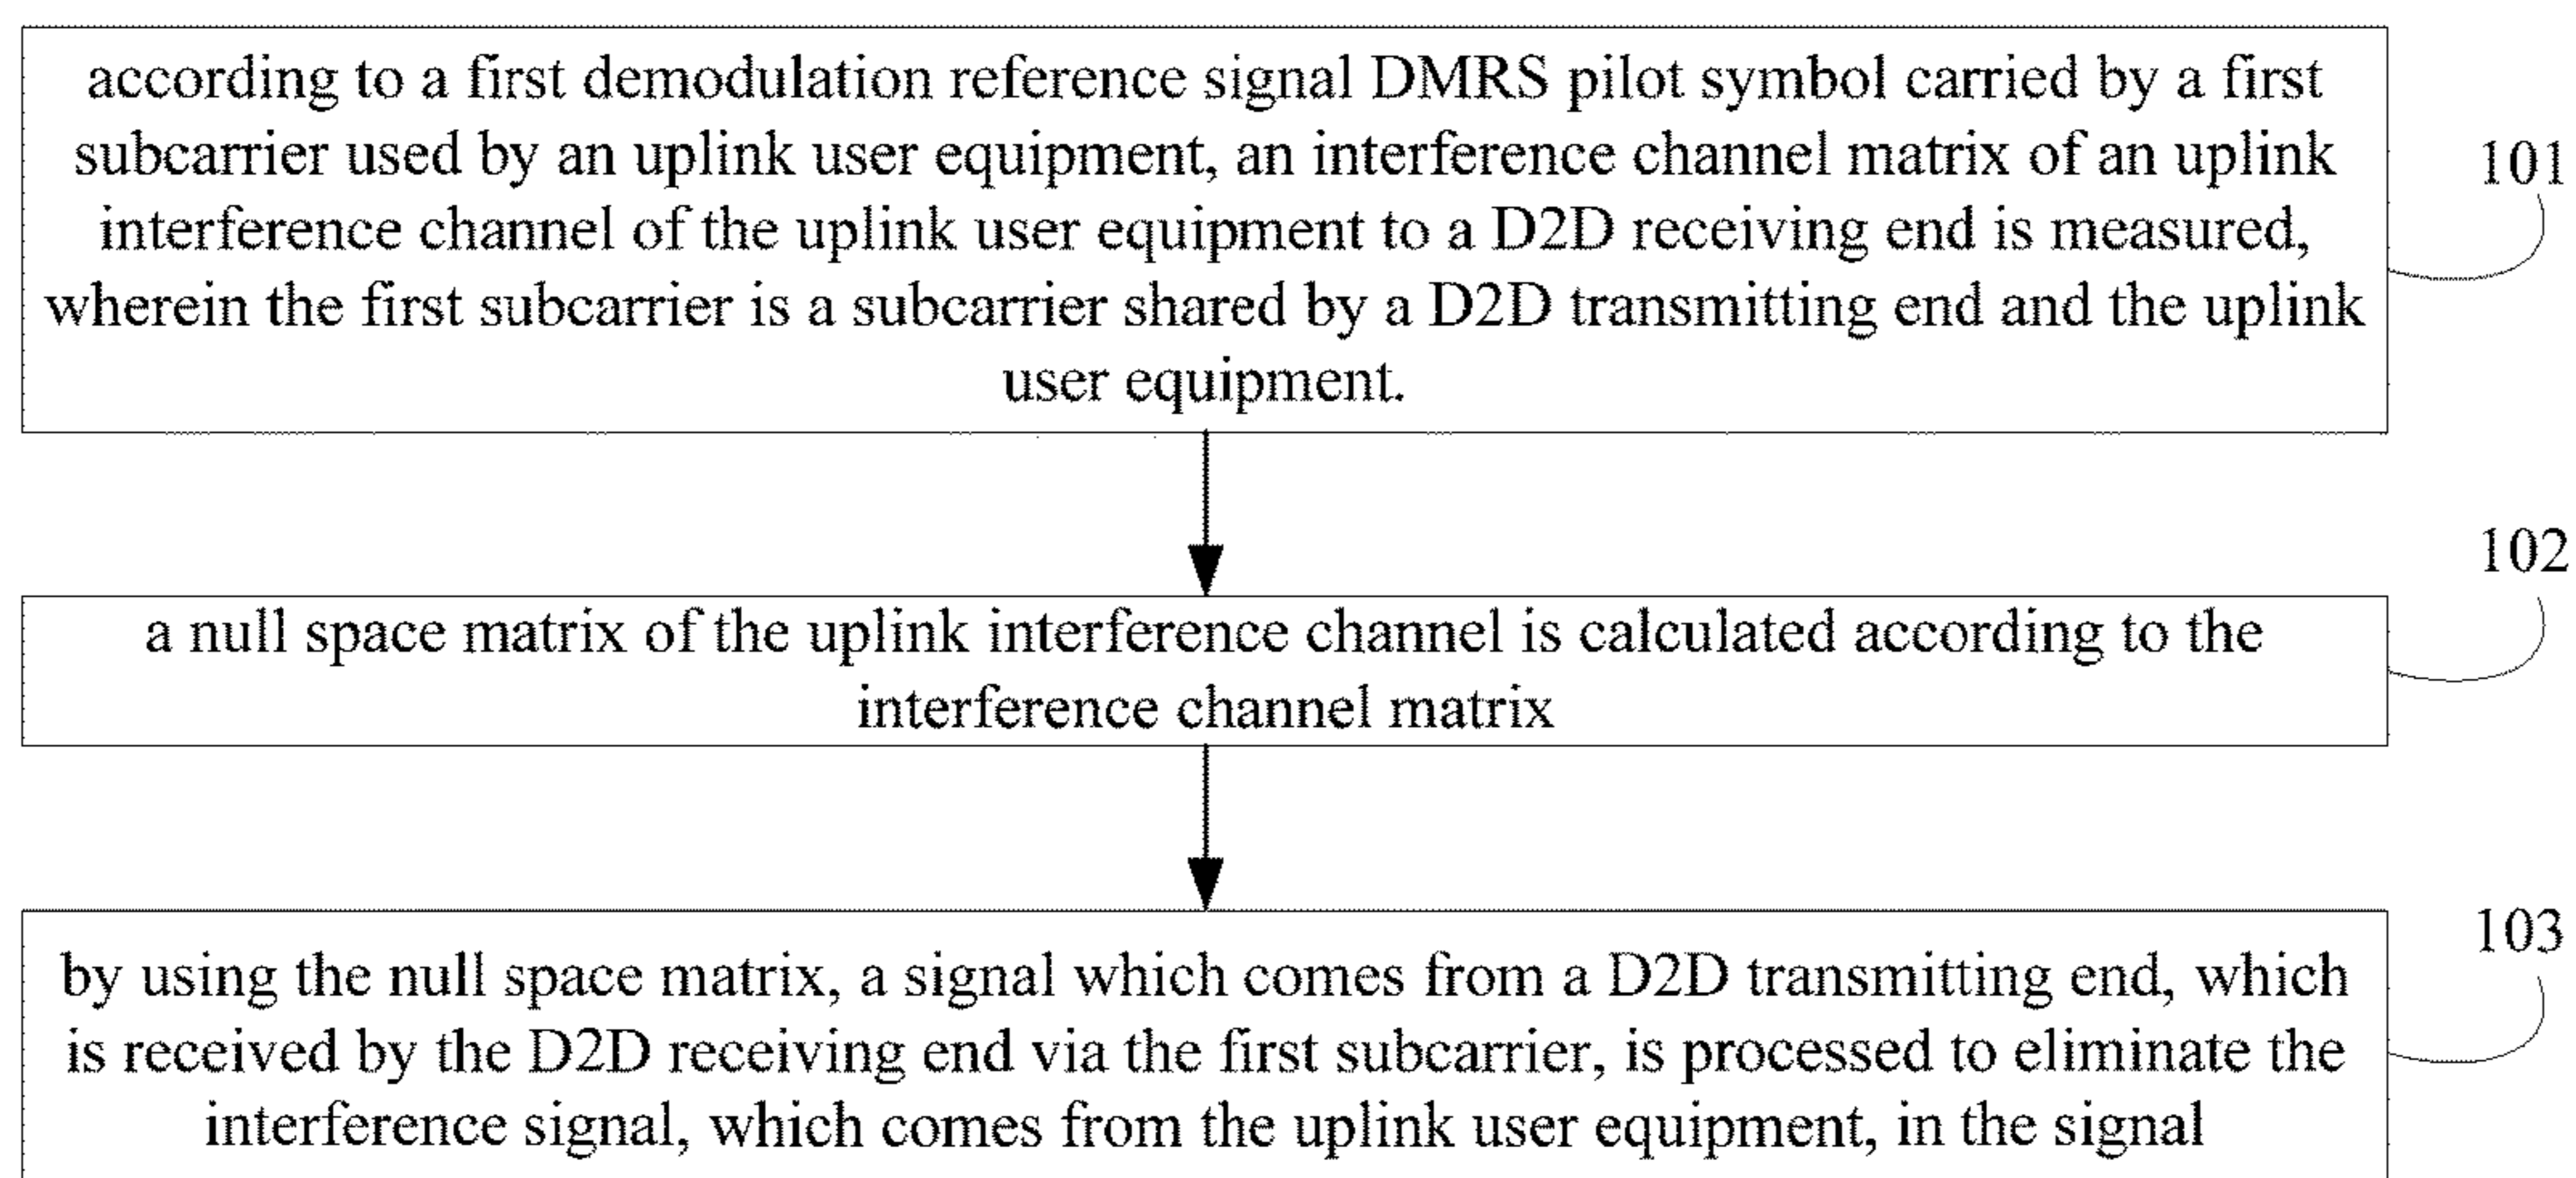 according to a first demodulation reference signal DMRS pilot symbol carried by a first
subcarrier used by an uplink user equipment, an interference channel matrix of an uplink
interference channel of the uplink user equipment to a D2D receiving end is measured,
wherein the first subcarrier is a subcarrier shared by a D2D transmitting end and the uplink
user equipment.
101
102
a null space matrix of the uplink interference channel is calculated according to the
interference channel matrix
103
by using the null space matrix, a signal which comes from a D2D transmitting end, which
is received by the D2D receiving end via the first subcarrier, is processed to eliminate the
interference signal, which comes from the uplink user equipment, in the signal